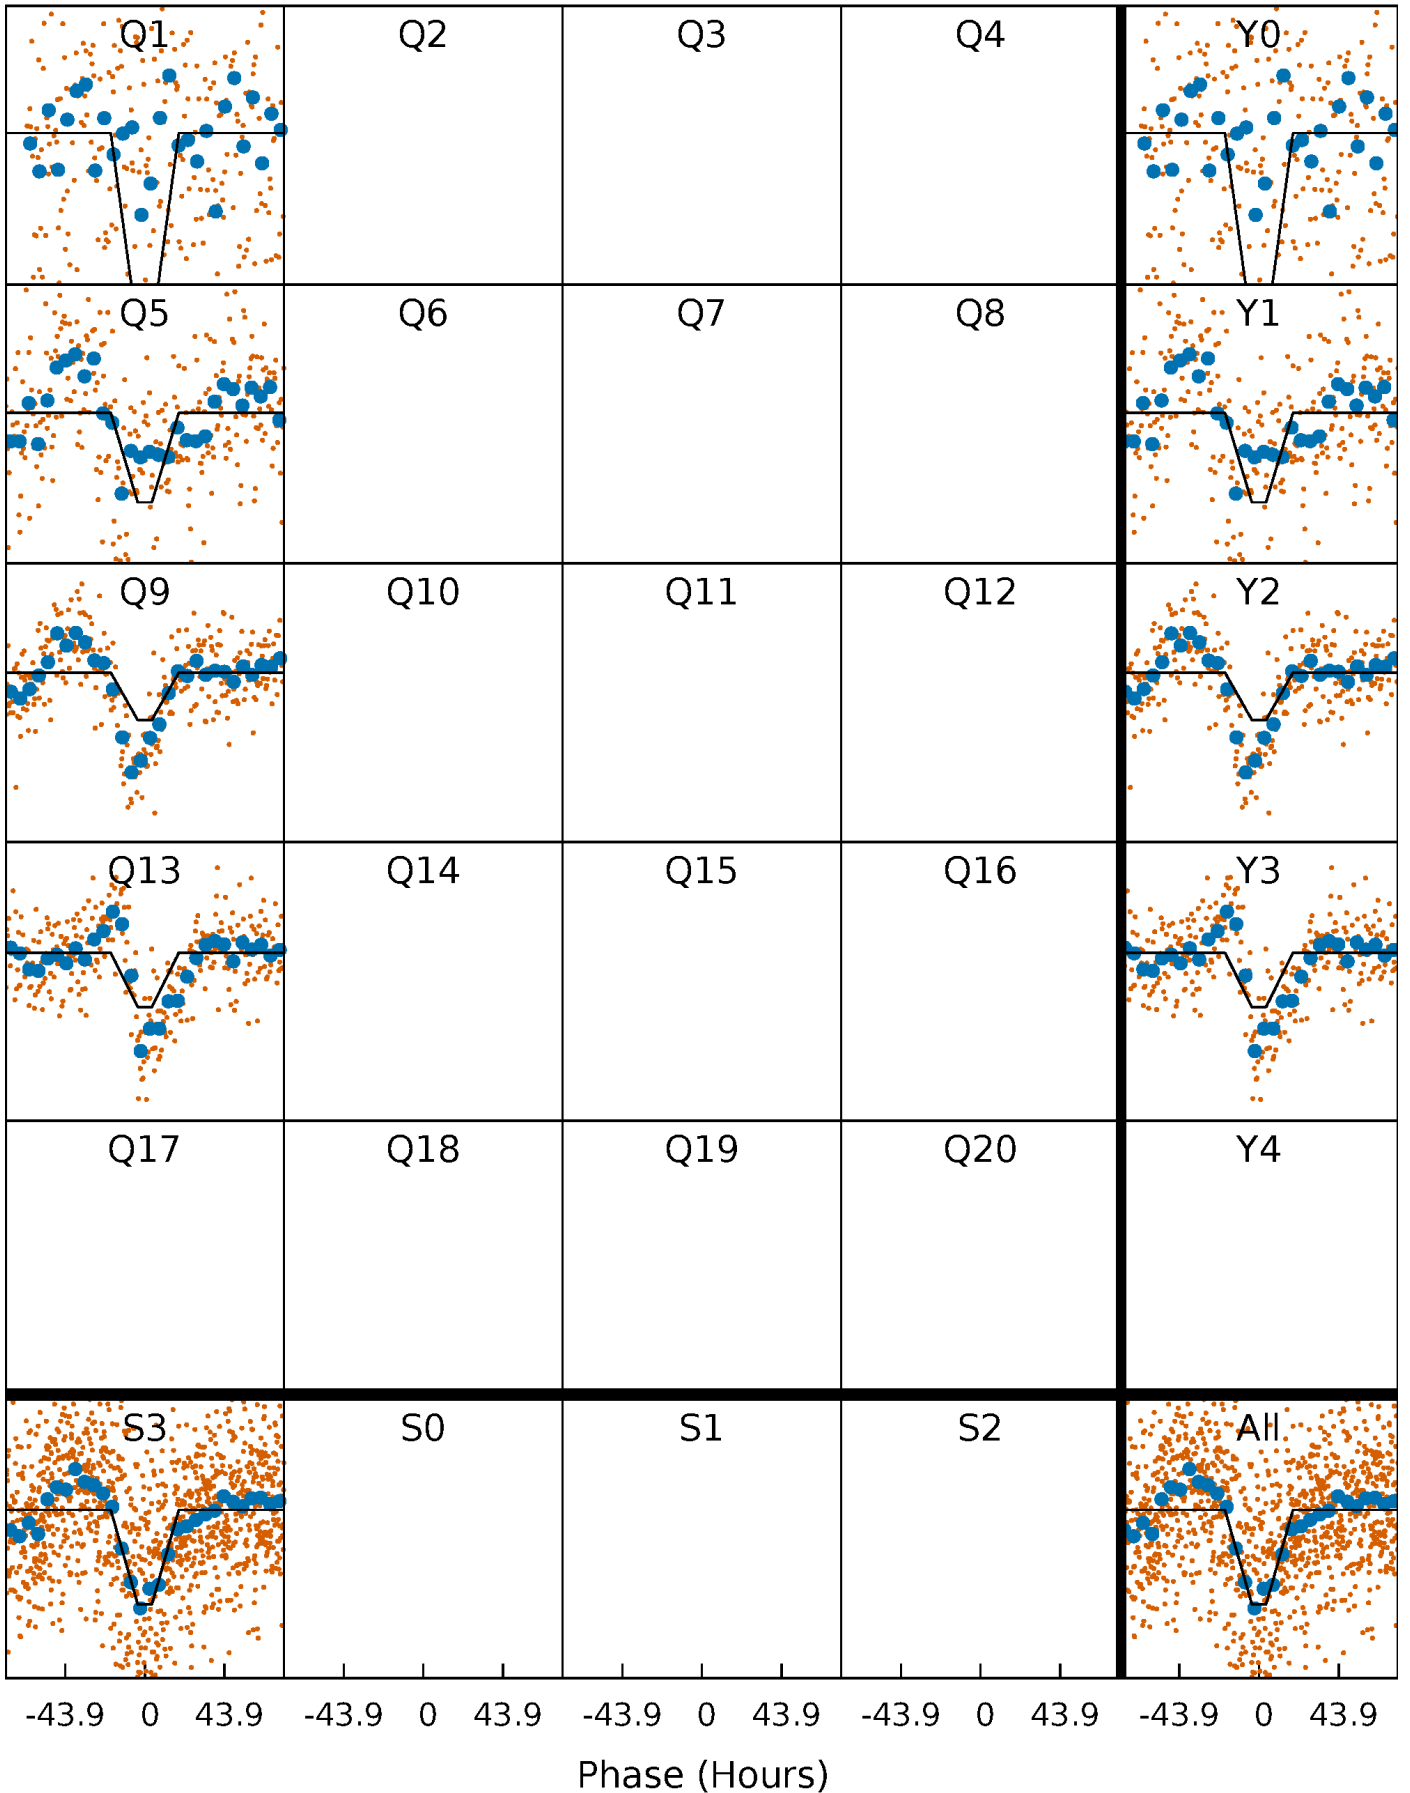 Q1 Q2 Q3 Q4 Y0
Q5 Q6 Q7 Q8 Y1
Q9 Q10 Q11 Q12 Y2
Q13 Q14 Q15 Q16 Y3
Q17 Q18 Q19 Q20 Y4
S3 S0 S1 S2 All
-43.9 0 43.9 -43.9 0 43.9 -43.9 0 43.9 -43.9 0 43.9 -43.9 0 43.9
Phase (Hours)